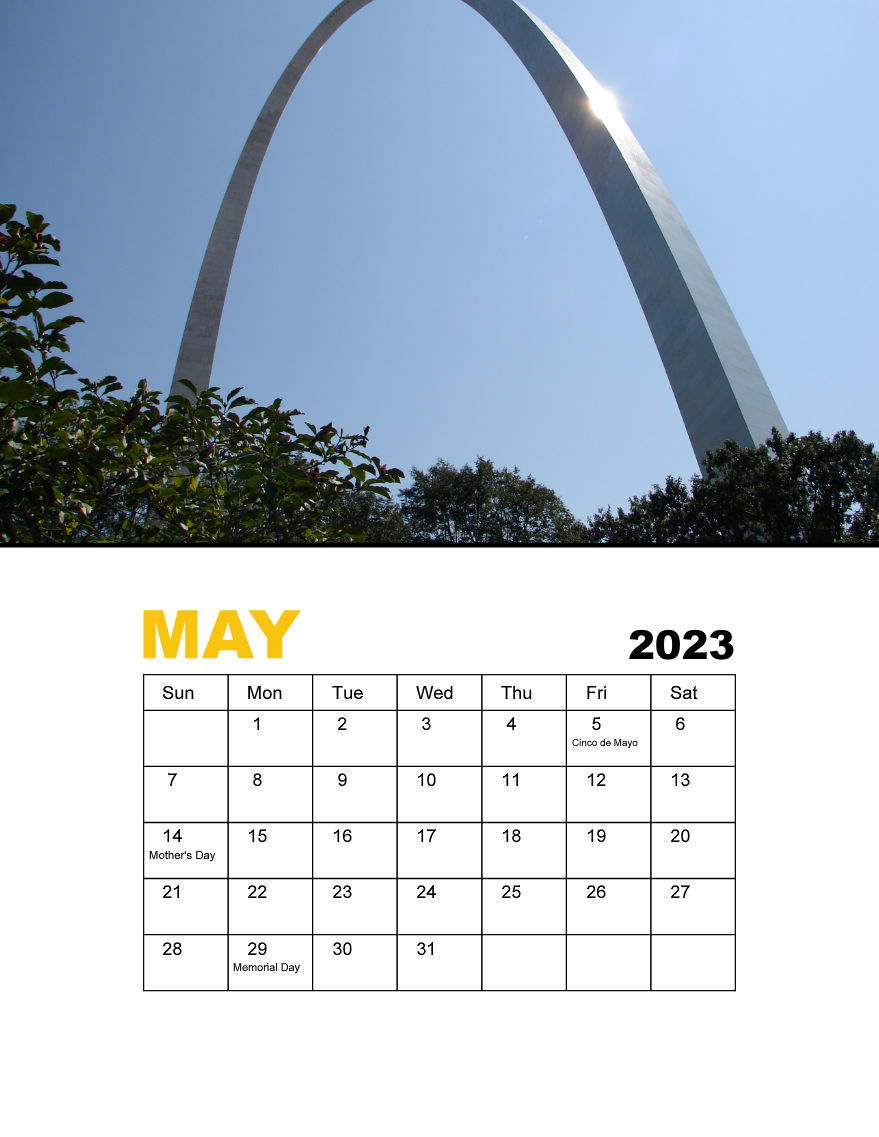 MAY
2023
Sun Mon Tue Wed Thu Fri Sat
1 2 3 4 5 6
Cinco de Mayo
7 8 9 10 11 12 13
14 15 16 17 18 19 20
Mother's Day
21 22 23 24 25 26 27
28 29 30 31
Memorial Day